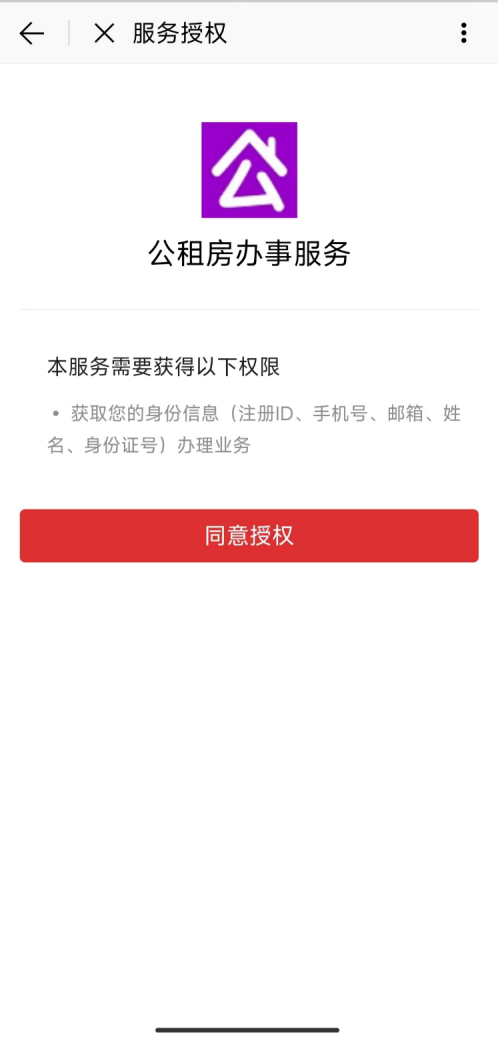 服务授权
公租房办事服务
本服务需要获得以下权限
• 获取您的身份信息（注册ID、手机号、邮箱、姓
名、身份证号）办理业务
同意授权